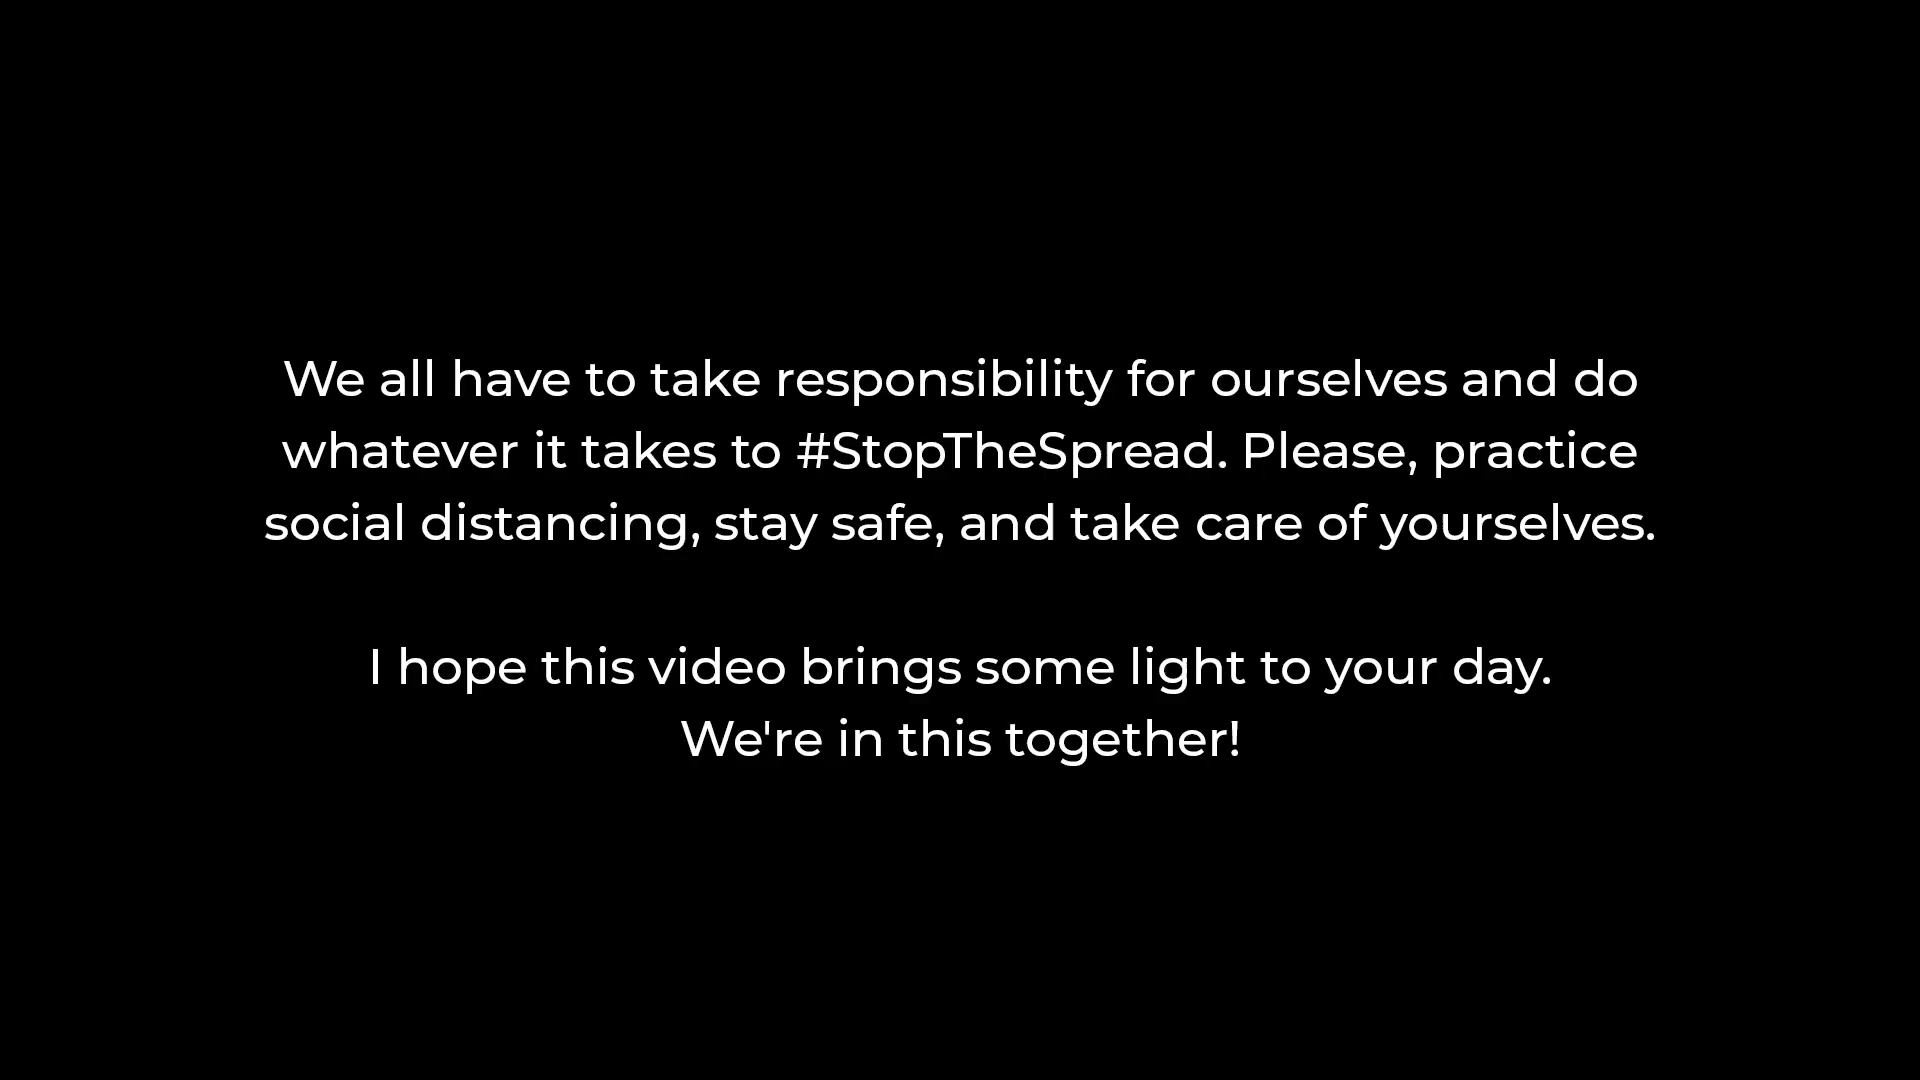 We all have to take responsibility for ourselves and do
whatever it takes to #StopTheSpread. Please, practice
social distancing, stay safe, and take care of yourselves.
I hope this video brings some light to your day.
We're in this together!